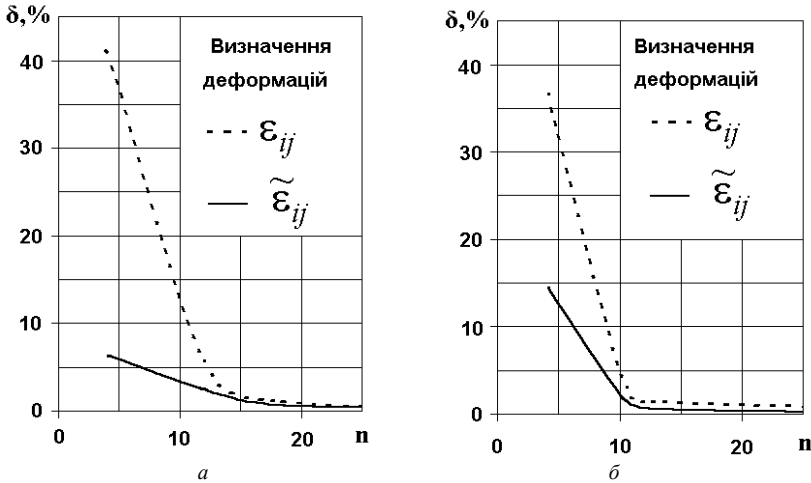 δ,%
40
30
20
10
0
0 10 20 n
Визначення
деформацій
ε_ij
ε̃_ij
а
δ,%
40
30
20
10
0
0 10 20 n
Визначення
деформацій
ε_ij
ε̃_ij
б